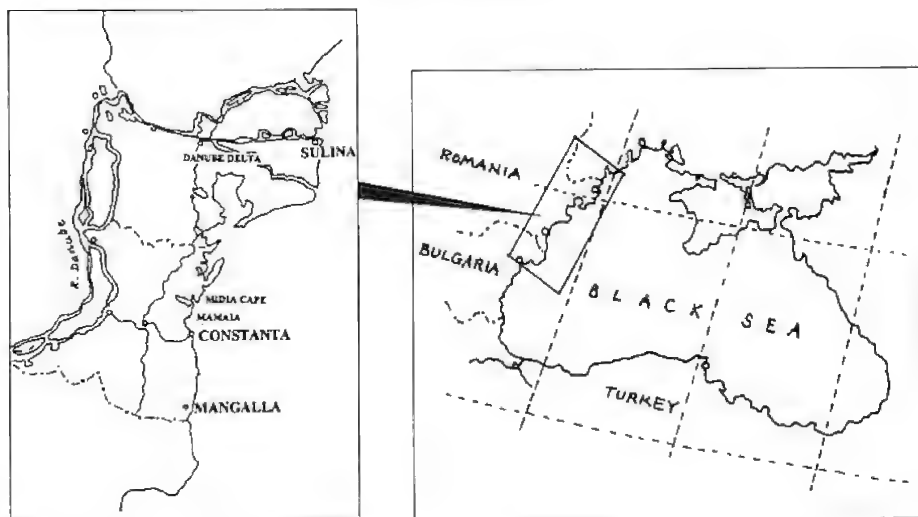 DANUBE DELTA
SULINA
R. Danube
MIDIA CAPE
MAMAIA
CONSTANTA
MANGALLA
ROMANIA
BULGARIA
BLACK SEA
TURKEY